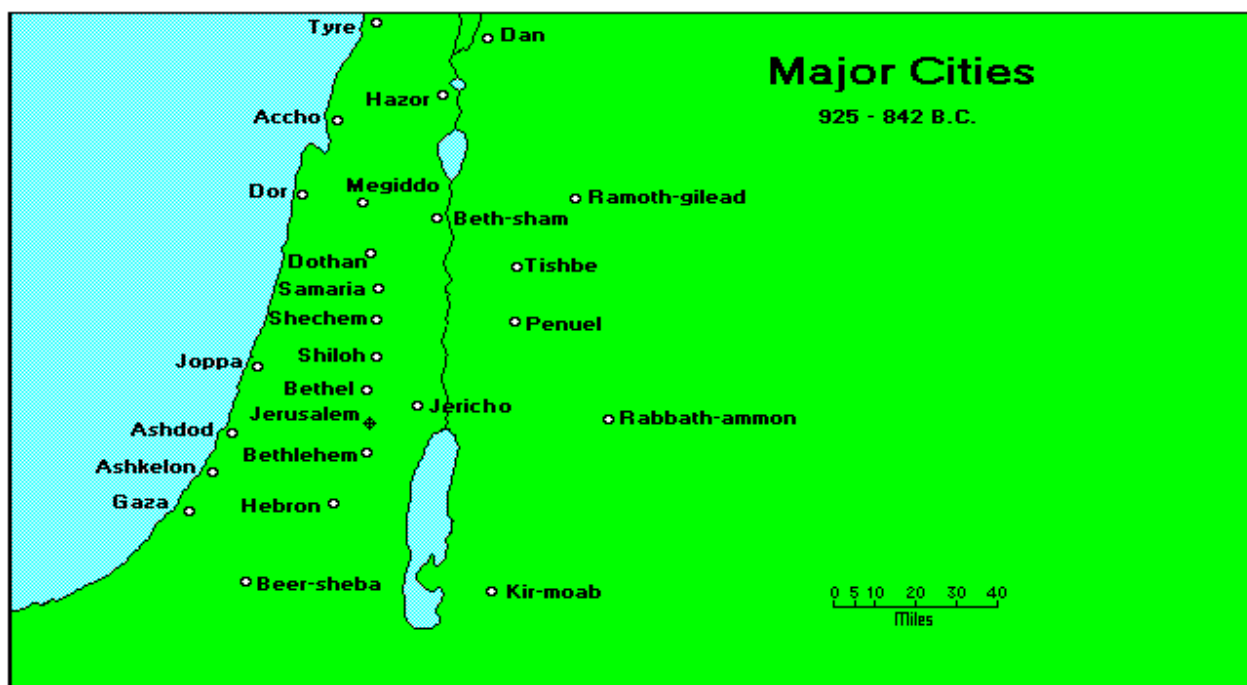 Tyre
Dan
Major Cities
Hazor
925 - 842 B.C.
Accho
Megiddo
Dor
Ramoth-gilead
Beth-sham
Dothan
Tishbe
Samaria
Shechem
Penuel
Shiloh
Joppa
Bethel
Jericho
Jerusalem
Rabbath-ammon
Ashdod
Bethlehem
Ashkelon
Gaza
Hebron
Beer-sheba
Kir-moab
0 5 10 20 30 40
Miles